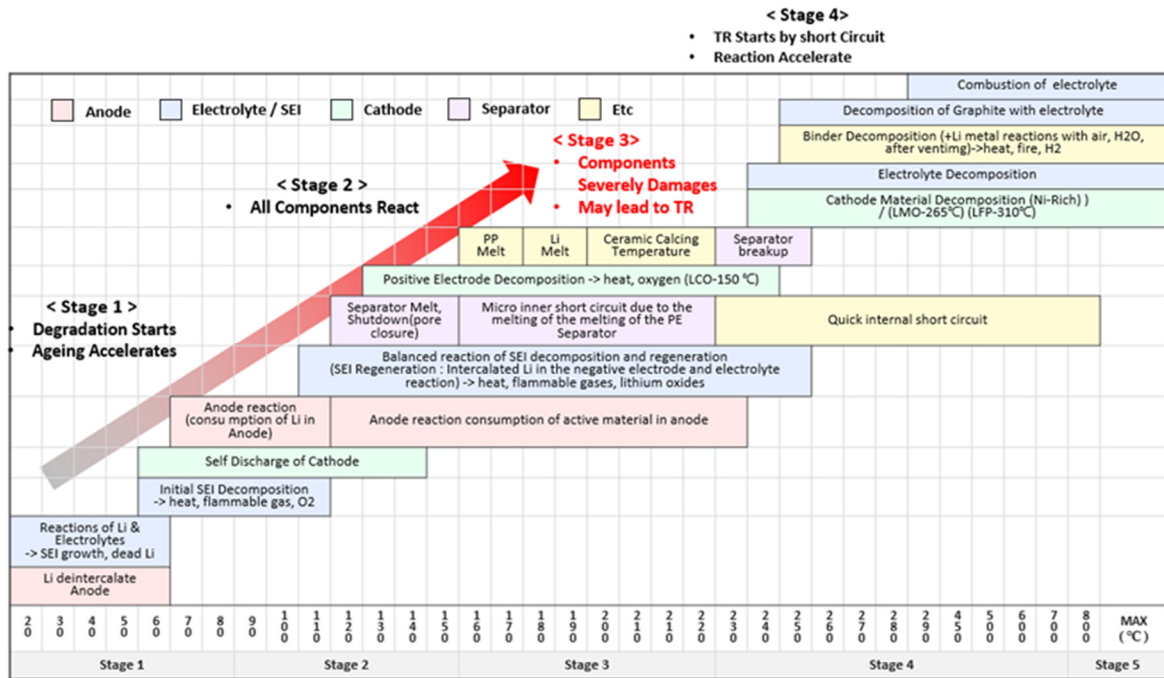 < Stage 4>
• TR Starts by short Circuit
• Reaction Accelerate
Combustion of electrolyte
Anode
Electrolyte / SEI
Cathode
Separator
Etc
Decomposition of Graphite with electrolyte
Binder Decomposition (+Li metal reactions with air, H2O,
after ventimg)->heat, fire, H2
< Stage 3>
• Components
Severely Damages
• May lead to TR
Electrolyte Decomposition
< Stage 2 >
• All Components React
Cathode Material Decomposition (Ni-Rich) )
/ (LMO-265℃) (LFP-310℃)
PP
Melt
Li
Melt
Ceramic Calcing
Temperature
Separator
breakup
Positive Electrode Decomposition -> heat, oxygen (LCO-150 ℃)
< Stage 1 >
• Degradation Starts
• Ageing Accelerates
Separator Melt,
Shutdown(pore
closure)
Micro inner short circuit due to the
melting of the melting of the PE
Separator
Quick internal short circuit
Balanced reaction of SEI decomposition and regeneration
(SEI Regeneration : Intercalated Li in the negative electrode and electrolyte
reaction) -> heat, flammable gases, lithium oxides
Anode reaction
(consu mption of Li in
Anode)
Anode reaction consumption of active material in anode
Self Discharge of Cathode
Initial SEI Decomposition
-> heat, flammable gas, O2
Reactions of Li &
Electrolytes
-> SEI growth, dead Li
Li deintercalate
Anode
20 30 40 50 60 70 80 90 100 110 120 130 140 150 160 170 180 190 200 210 220 230 240 250 260 270 280 290 450 500 600 700 800 MAX
(℃)
Stage 1
Stage 2
Stage 3
Stage 4
Stage 5